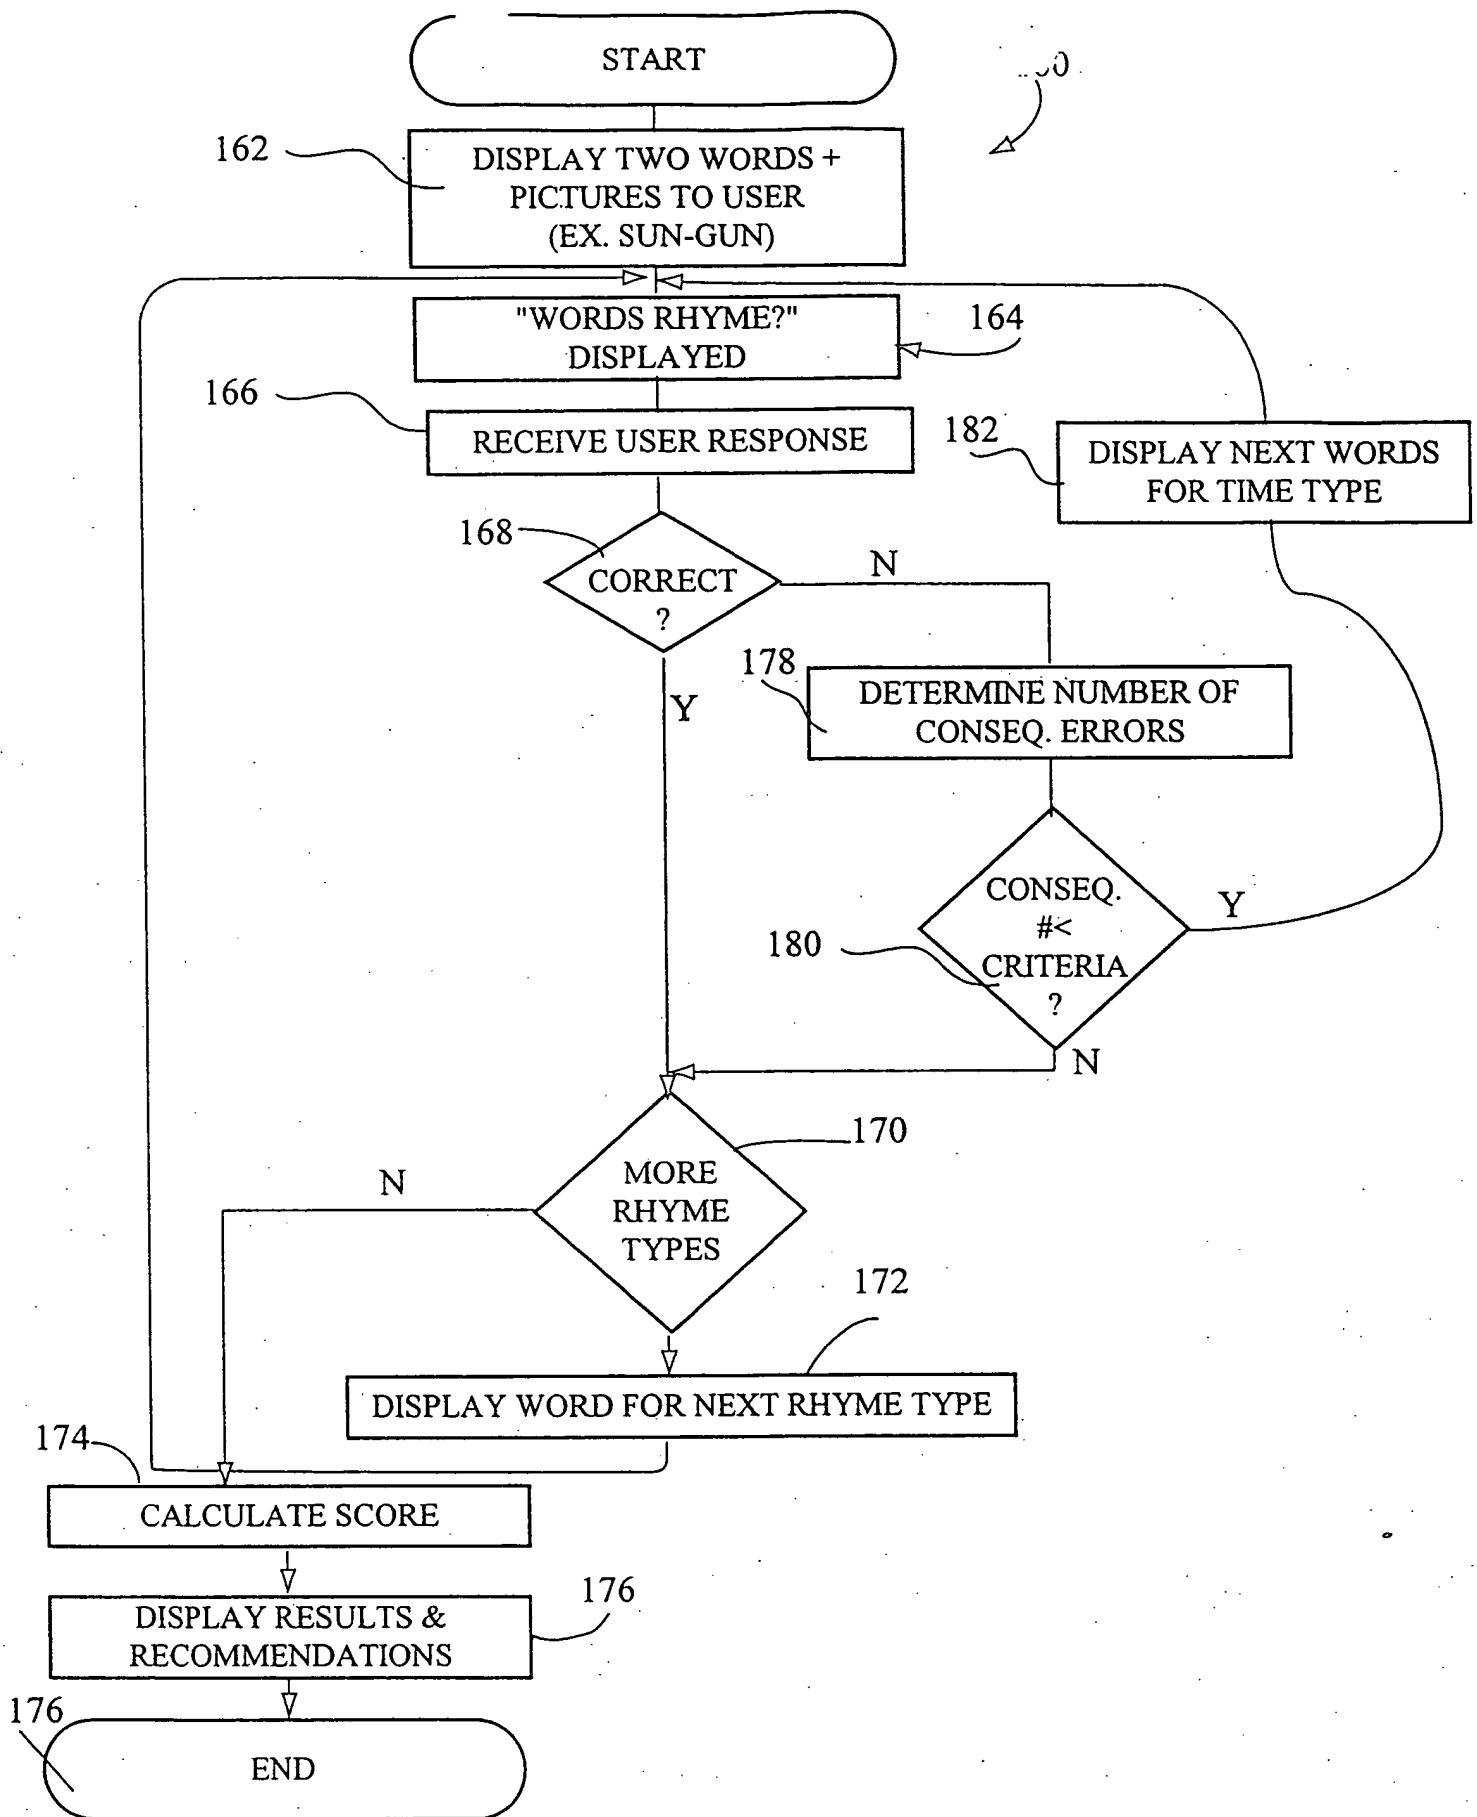 START
162
DISPLAY TWO WORDS +
PICTURES TO USER
(EX. SUN-GUN)
"WORDS RHYME?"
DISPLAYED
164
166
RECEIVE USER RESPONSE
182
DISPLAY NEXT WORDS
FOR TIME TYPE
168
CORRECT
?
N
Y
178
DETERMINE NUMBER OF
CONSEQ. ERRORS
CONSEQ.
#<
CRITERIA
?
Y
180
N
170
MORE
RHYME
TYPES
N
172
DISPLAY WORD FOR NEXT RHYME TYPE
174
CALCULATE SCORE
176
DISPLAY RESULTS &
RECOMMENDATIONS
176
END